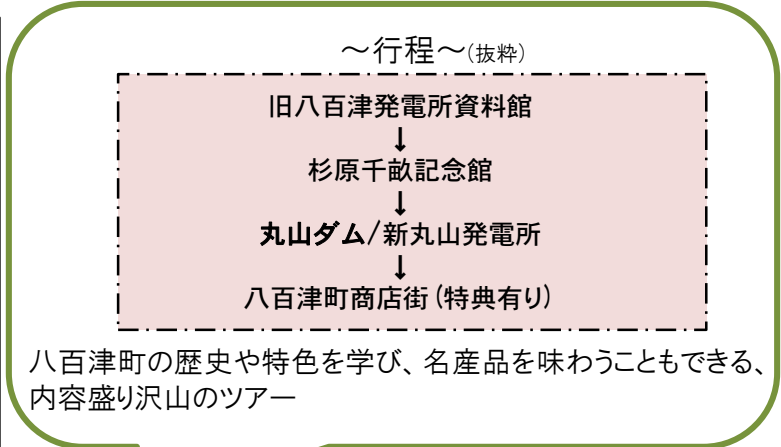 ～行程～(抜粋)
旧八百津発電所資料館
↓
杉原千畝記念館
↓
丸山ダム/新丸山発電所
↓
八百津町商店街(特典有り)
八百津町の歴史や特色を学び、名産品を味わうこともできる、
内容盛り沢山のツアー